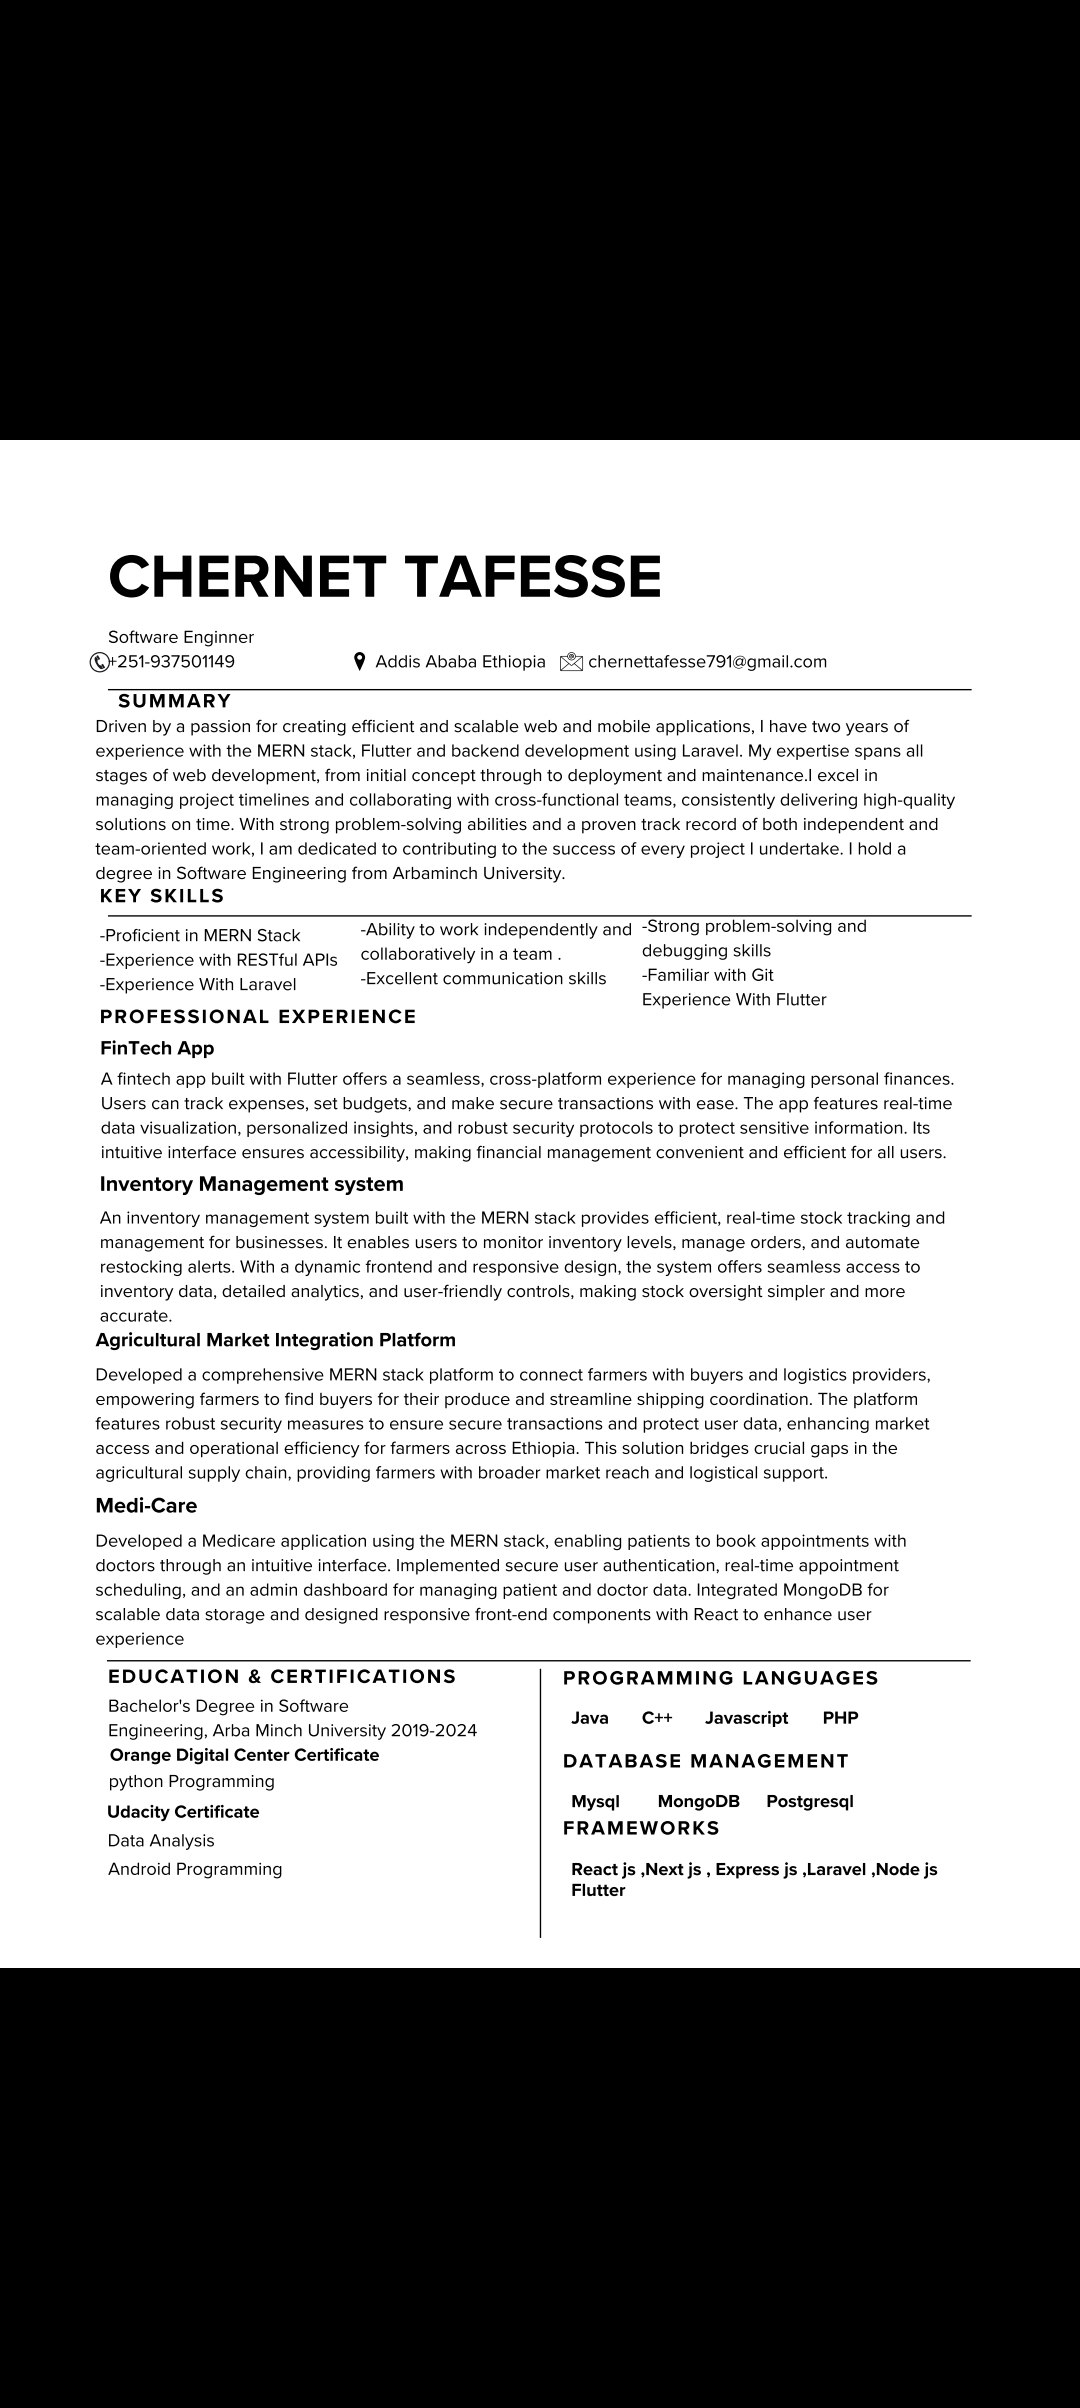 CHERNET TAFESSE
Software Enginner
+251-937501149 Addis Ababa Ethiopia chernettafesse791@gmail.com
SUMMARY
Driven by a passion for creating efficient and scalable web and mobile applications, I have two years of
experience with the MERN stack, Flutter and backend development using Laravel. My expertise spans all
stages of web development, from initial concept through to deployment and maintenance.I excel in
managing project timelines and collaborating with cross-functional teams, consistently delivering high-quality
solutions on time. With strong problem-solving abilities and a proven track record of both independent and
team-oriented work, I am dedicated to contributing to the success of every project I undertake. I hold a
degree in Software Engineering from Arbaminch University.
KEY SKILLS
-Proficient in MERN Stack
-Experience with RESTful APIs
-Experience With Laravel
-Ability to work independently and
collaboratively in a team .
-Excellent communication skills
-Strong problem-solving and
debugging skills
-Familiar with Git
Experience With Flutter
PROFESSIONAL EXPERIENCE
FinTech App
A fintech app built with Flutter offers a seamless, cross-platform experience for managing personal finances.
Users can track expenses, set budgets, and make secure transactions with ease. The app features real-time
data visualization, personalized insights, and robust security protocols to protect sensitive information. Its
intuitive interface ensures accessibility, making financial management convenient and efficient for all users.
Inventory Management system
An inventory management system built with the MERN stack provides efficient, real-time stock tracking and
management for businesses. It enables users to monitor inventory levels, manage orders, and automate
restocking alerts. With a dynamic frontend and responsive design, the system offers seamless access to
inventory data, detailed analytics, and user-friendly controls, making stock oversight simpler and more
accurate.
Agricultural Market Integration Platform
Developed a comprehensive MERN stack platform to connect farmers with buyers and logistics providers,
empowering farmers to find buyers for their produce and streamline shipping coordination. The platform
features robust security measures to ensure secure transactions and protect user data, enhancing market
access and operational efficiency for farmers across Ethiopia. This solution bridges crucial gaps in the
agricultural supply chain, providing farmers with broader market reach and logistical support.
Medi-Care
Developed a Medicare application using the MERN stack, enabling patients to book appointments with
doctors through an intuitive interface. Implemented secure user authentication, real-time appointment
scheduling, and an admin dashboard for managing patient and doctor data. Integrated MongoDB for
scalable data storage and designed responsive front-end components with React to enhance user
experience
EDUCATION & CERTIFICATIONS
Bachelor's Degree in Software
Engineering, Arba Minch University 2019-2024
Orange Digital Center Certificate
python Programming
Udacity Certificate
Data Analysis
Android Programming
PROGRAMMING LANGUAGES
Java C++ Javascript PHP
DATABASE MANAGEMENT
Mysql MongoDB Postgresql
FRAMEWORKS
React js ,Next js , Express js ,Laravel ,Node js
Flutter